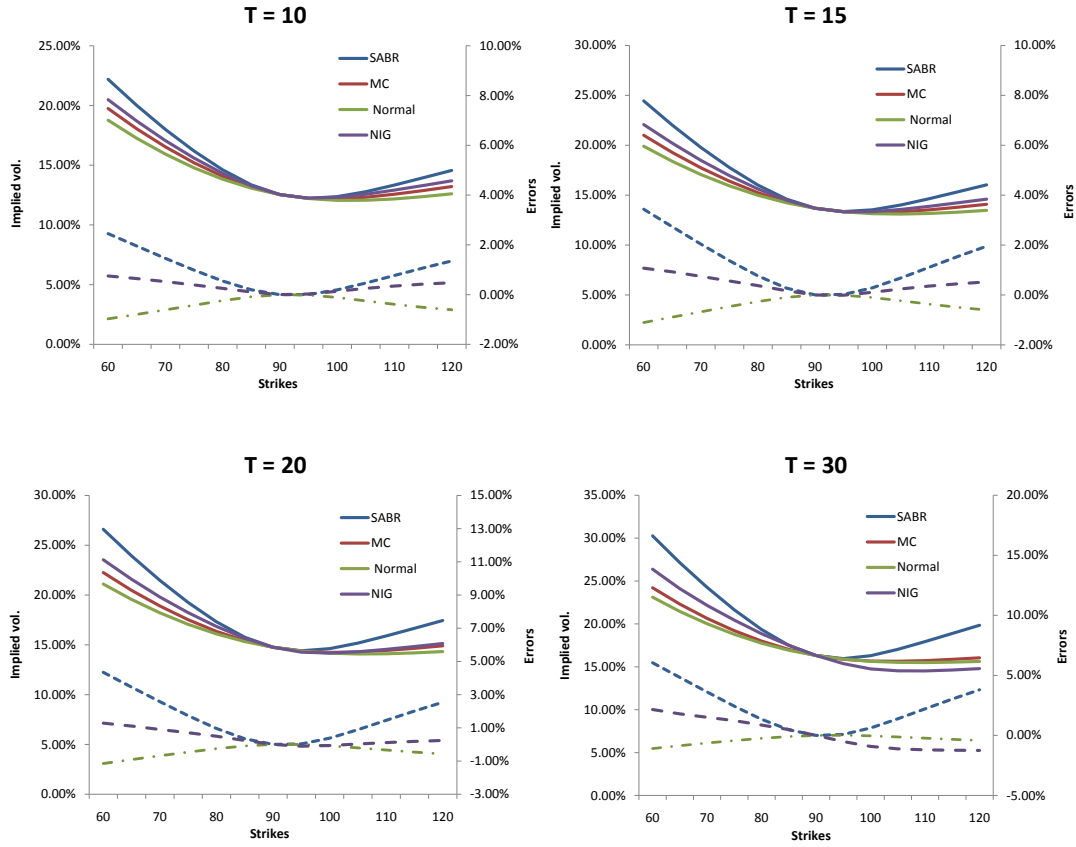 T = 10
25.00%
20.00%
15.00%
10.00%
5.00%
0.00%
Implied vol.
10.00%
8.00%
6.00%
4.00%
2.00%
0.00%
-2.00%
Errors
SABR
MC
Normal
NIG
60 70 80 90 100 110 120
Strikes
T = 15
30.00%
25.00%
20.00%
15.00%
10.00%
5.00%
0.00%
Implied vol.
10.00%
8.00%
6.00%
4.00%
2.00%
0.00%
-2.00%
Errors
SABR
MC
Normal
NIG
60 70 80 90 100 110 120
Strikes
T = 20
30.00%
25.00%
20.00%
15.00%
10.00%
5.00%
0.00%
Implied vol.
15.00%
13.00%
11.00%
9.00%
7.00%
5.00%
3.00%
1.00%
-1.00%
-3.00%
Errors
SABR
MC
Normal
NIG
60 70 80 90 100 110 120
Strikes
T = 30
35.00%
30.00%
25.00%
20.00%
15.00%
10.00%
5.00%
0.00%
Implied vol.
20.00%
15.00%
10.00%
5.00%
0.00%
-5.00%
Errors
SABR
MC
Normal
NIG
60 70 80 90 100 110 120
Strikes